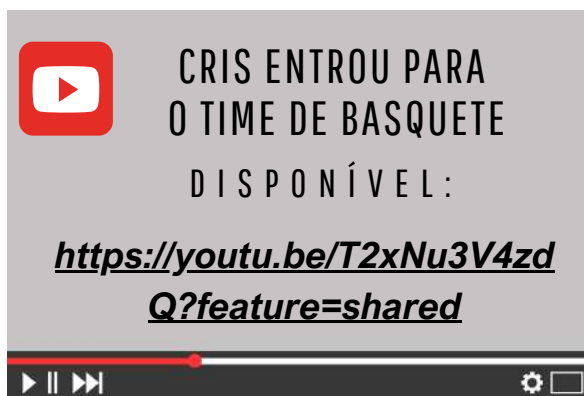 CRIS ENTROU PARA
O TIME DE BASQUETE
DISPONÍVEL:
https://youtu.be/T2xNu3V4zd
Q?feature=shared